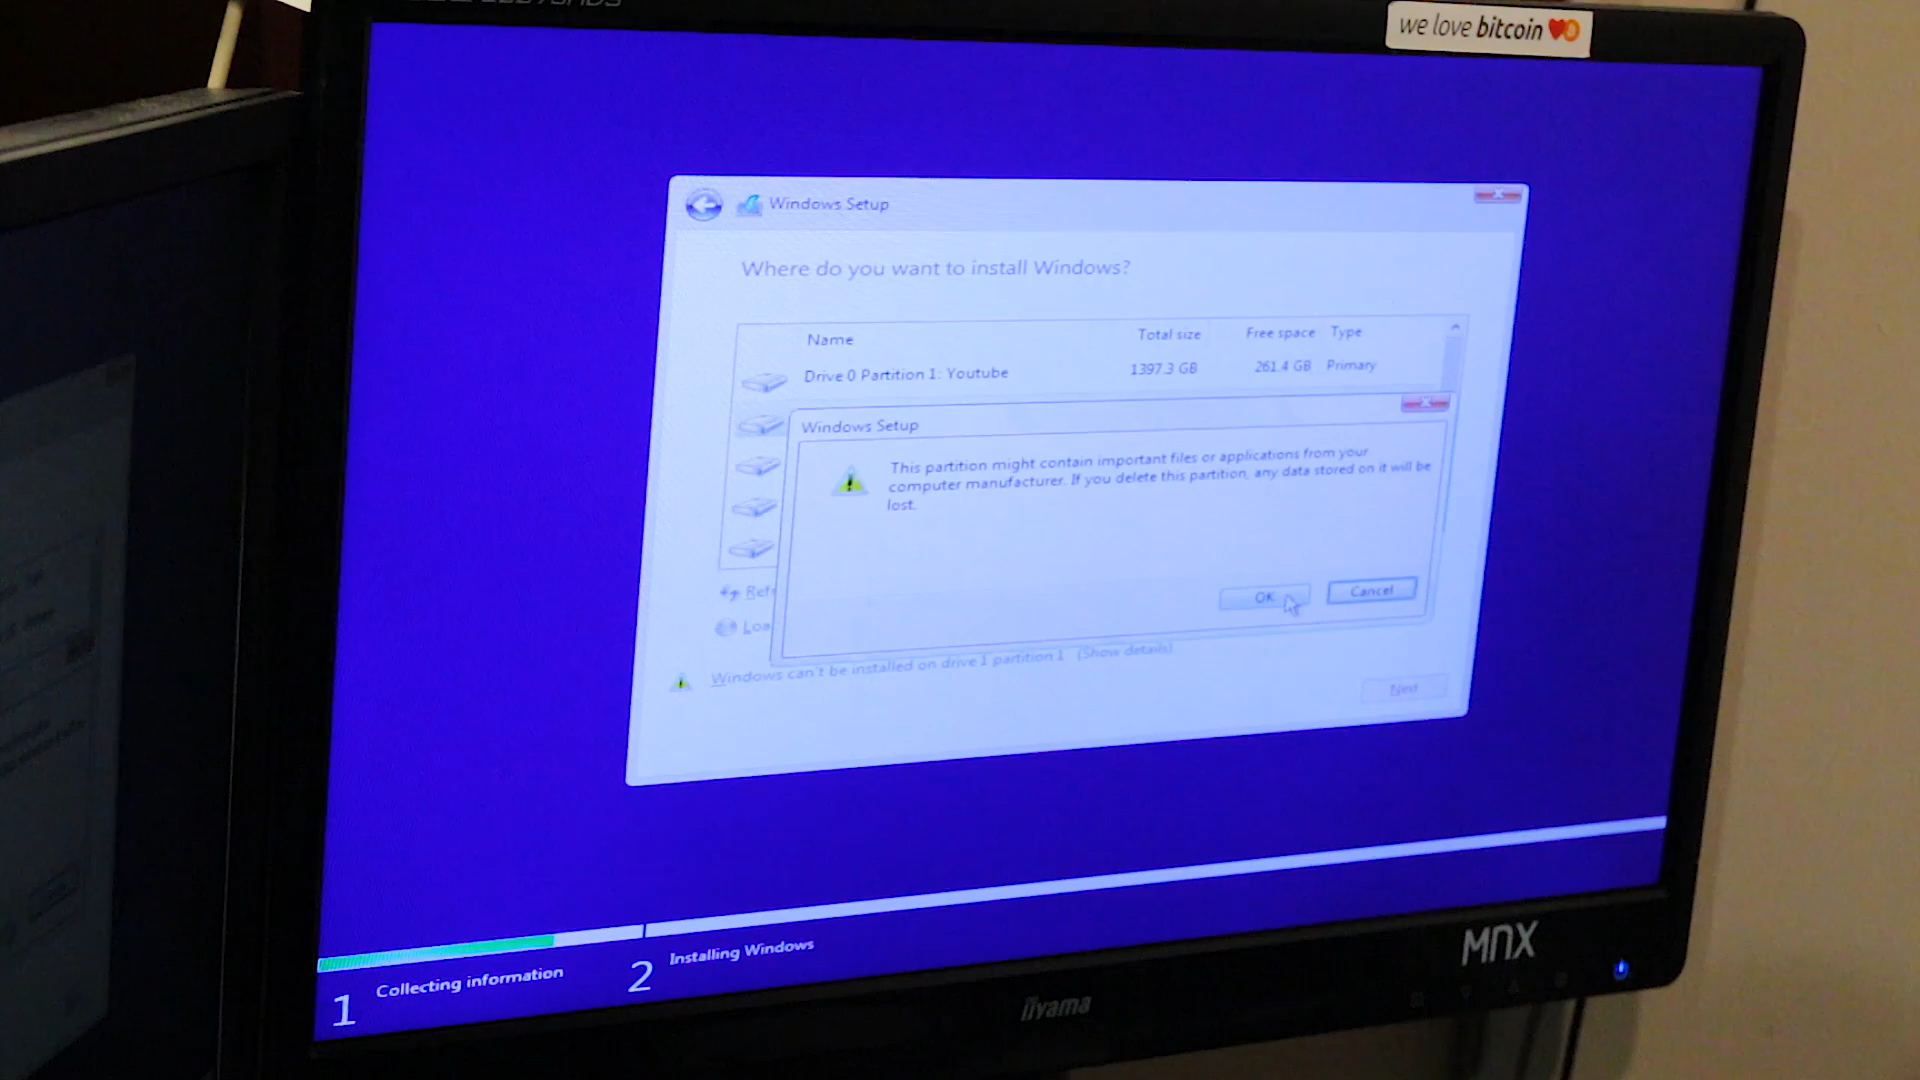 we love bitcoin
Windows Setup
Where do you want to install Windows?
Name Total size Free space Type
Drive 0 Partition 1: Youtube 1397.3 GB 261.4 GB Primary
Windows Setup
This partition might contain important files or applications from your
computer manufacturer. If you delete this partition, any data stored on it will be
lost.
OK Cancel
Refr
Loa
Windows can't be installed on drive 1 partition 1 (Show details)
Next
1 Collecting information 2 Installing Windows
MNX
iiyama